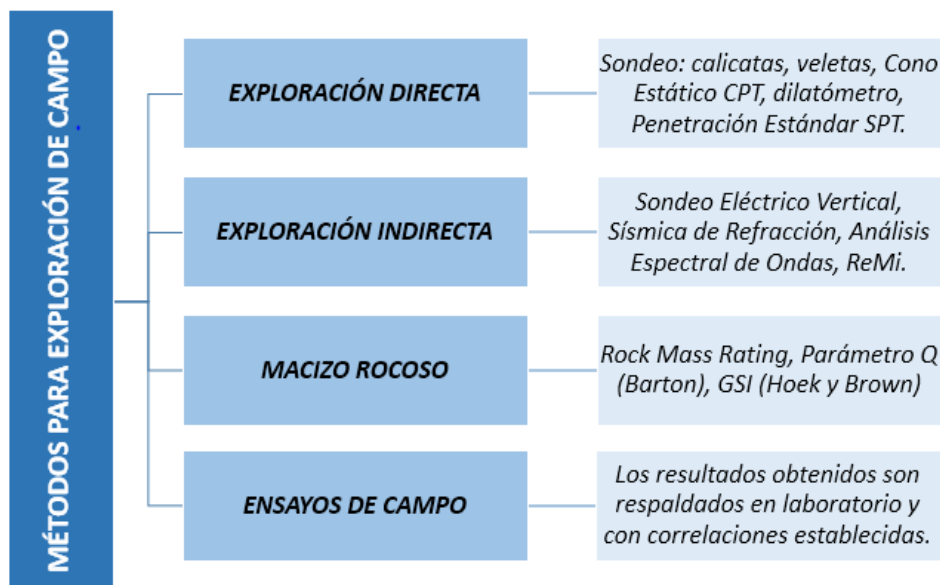 MÉTODOS PARA EXPLORACIÓN DE CAMPO
EXPLORACIÓN DIRECTA
Sondeo: calicatas, veletas, Cono
Estático CPT, dilatómetro,
Penetración Estándar SPT.
EXPLORACIÓN INDIRECTA
Sondeo Eléctrico Vertical,
Sísmica de Refracción, Análisis
Espectral de Ondas, ReMi.
MACIZO ROCOSO
Rock Mass Rating, Parámetro Q
(Barton), GSI (Hoek y Brown)
ENSAYOS DE CAMPO
Los resultados obtenidos son
respaldados en laboratorio y
con correlaciones establecidas.